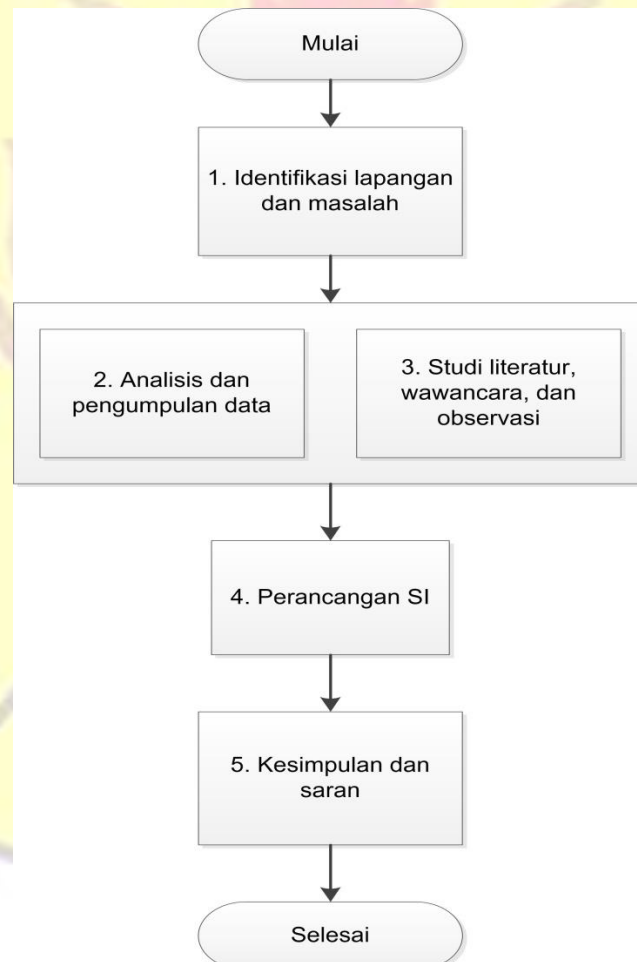 Mulai
1. Identifikasi lapangan
dan masalah
2. Analisis dan
pengumpulan data
3. Studi literatur,
wawancara, dan
observasi
4. Perancangan SI
5. Kesimpulan dan
saran
Selesai